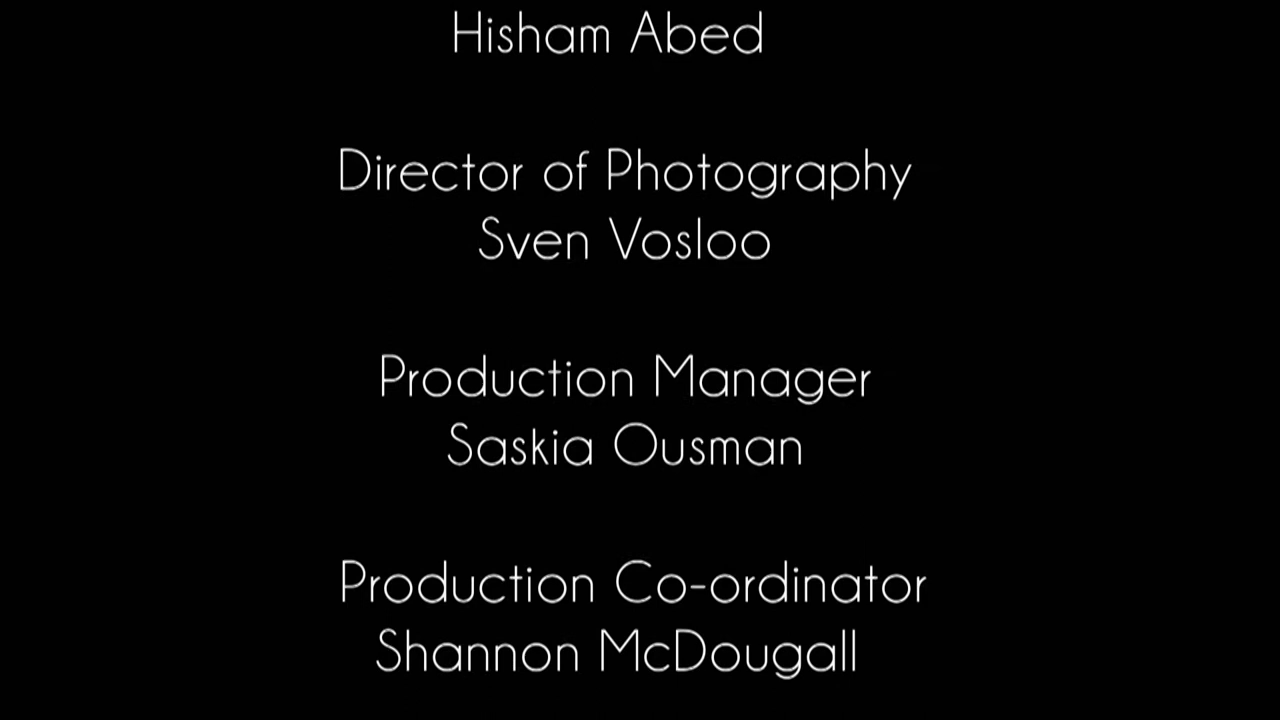 Hisham Abed
Director of Photography
Sven Vosloo
Production Manager
Saskia Ousman
Production Co-ordinator
Shannon McDougall